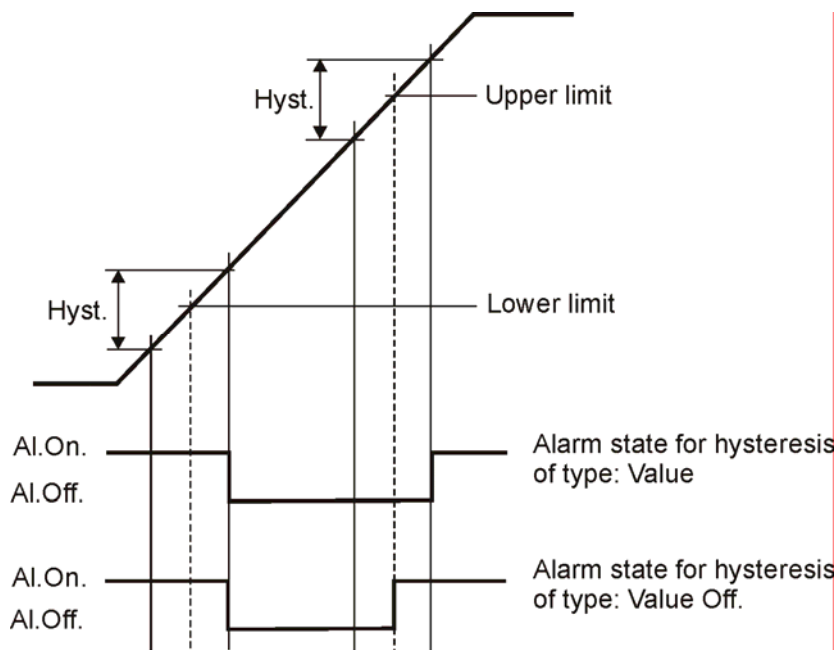 Hyst.
Upper limit
Hyst.
Lower limit
Al.On.
Alarm state for hysteresis
of type: Value
Al.Off.
Al.On.
Alarm state for hysteresis
of type: Value Off.
Al.Off.